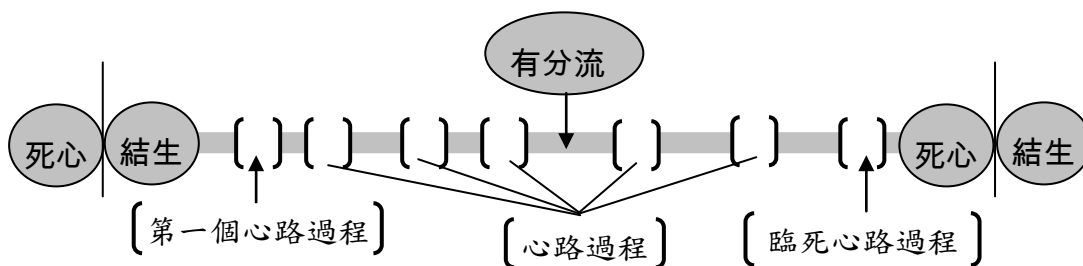 有分流
死心
結生
死心
結生
第一個心路過程
心路過程
臨死心路過程